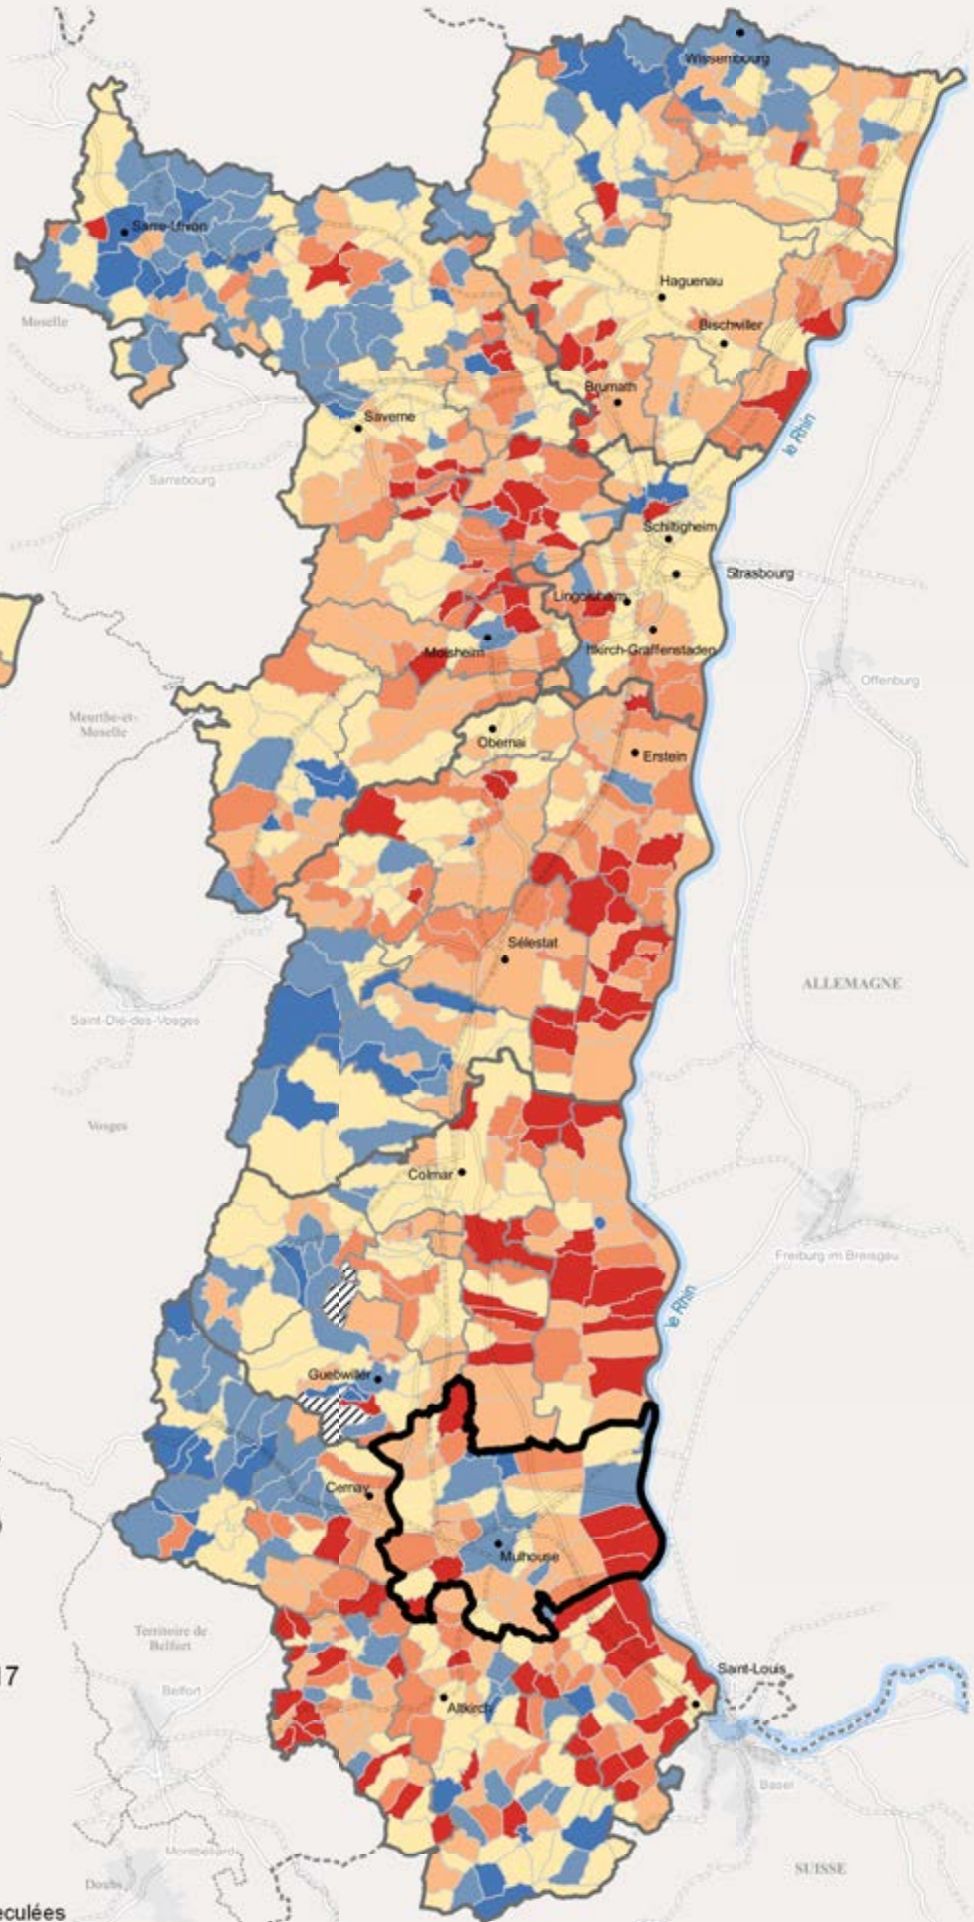 Wissembourg
Sarre-Union
Haguenau
Moselle
Bischviller
Brumath
Saverne
le Rhin
Sarrebourg
Schiltigheim
Strasbourg
Lingolsheim
Illkirch-Graffenstaden
Molsheim
Offenburg
Meurthe-et-
Moselle
Obernai
Erstein
Sélestat
ALLEMAGNE
Saint-Dié-des-Vosges
Vosges
Colmar
Freiburg im Breisgau
le Rhin
Guebwiller
Cernay
Mulhouse
Territoire de
Belfort
17
Saint-Louis
Belfort
Altkirch
Basel
Montbéliard
SUISSE
Doubs
eculées